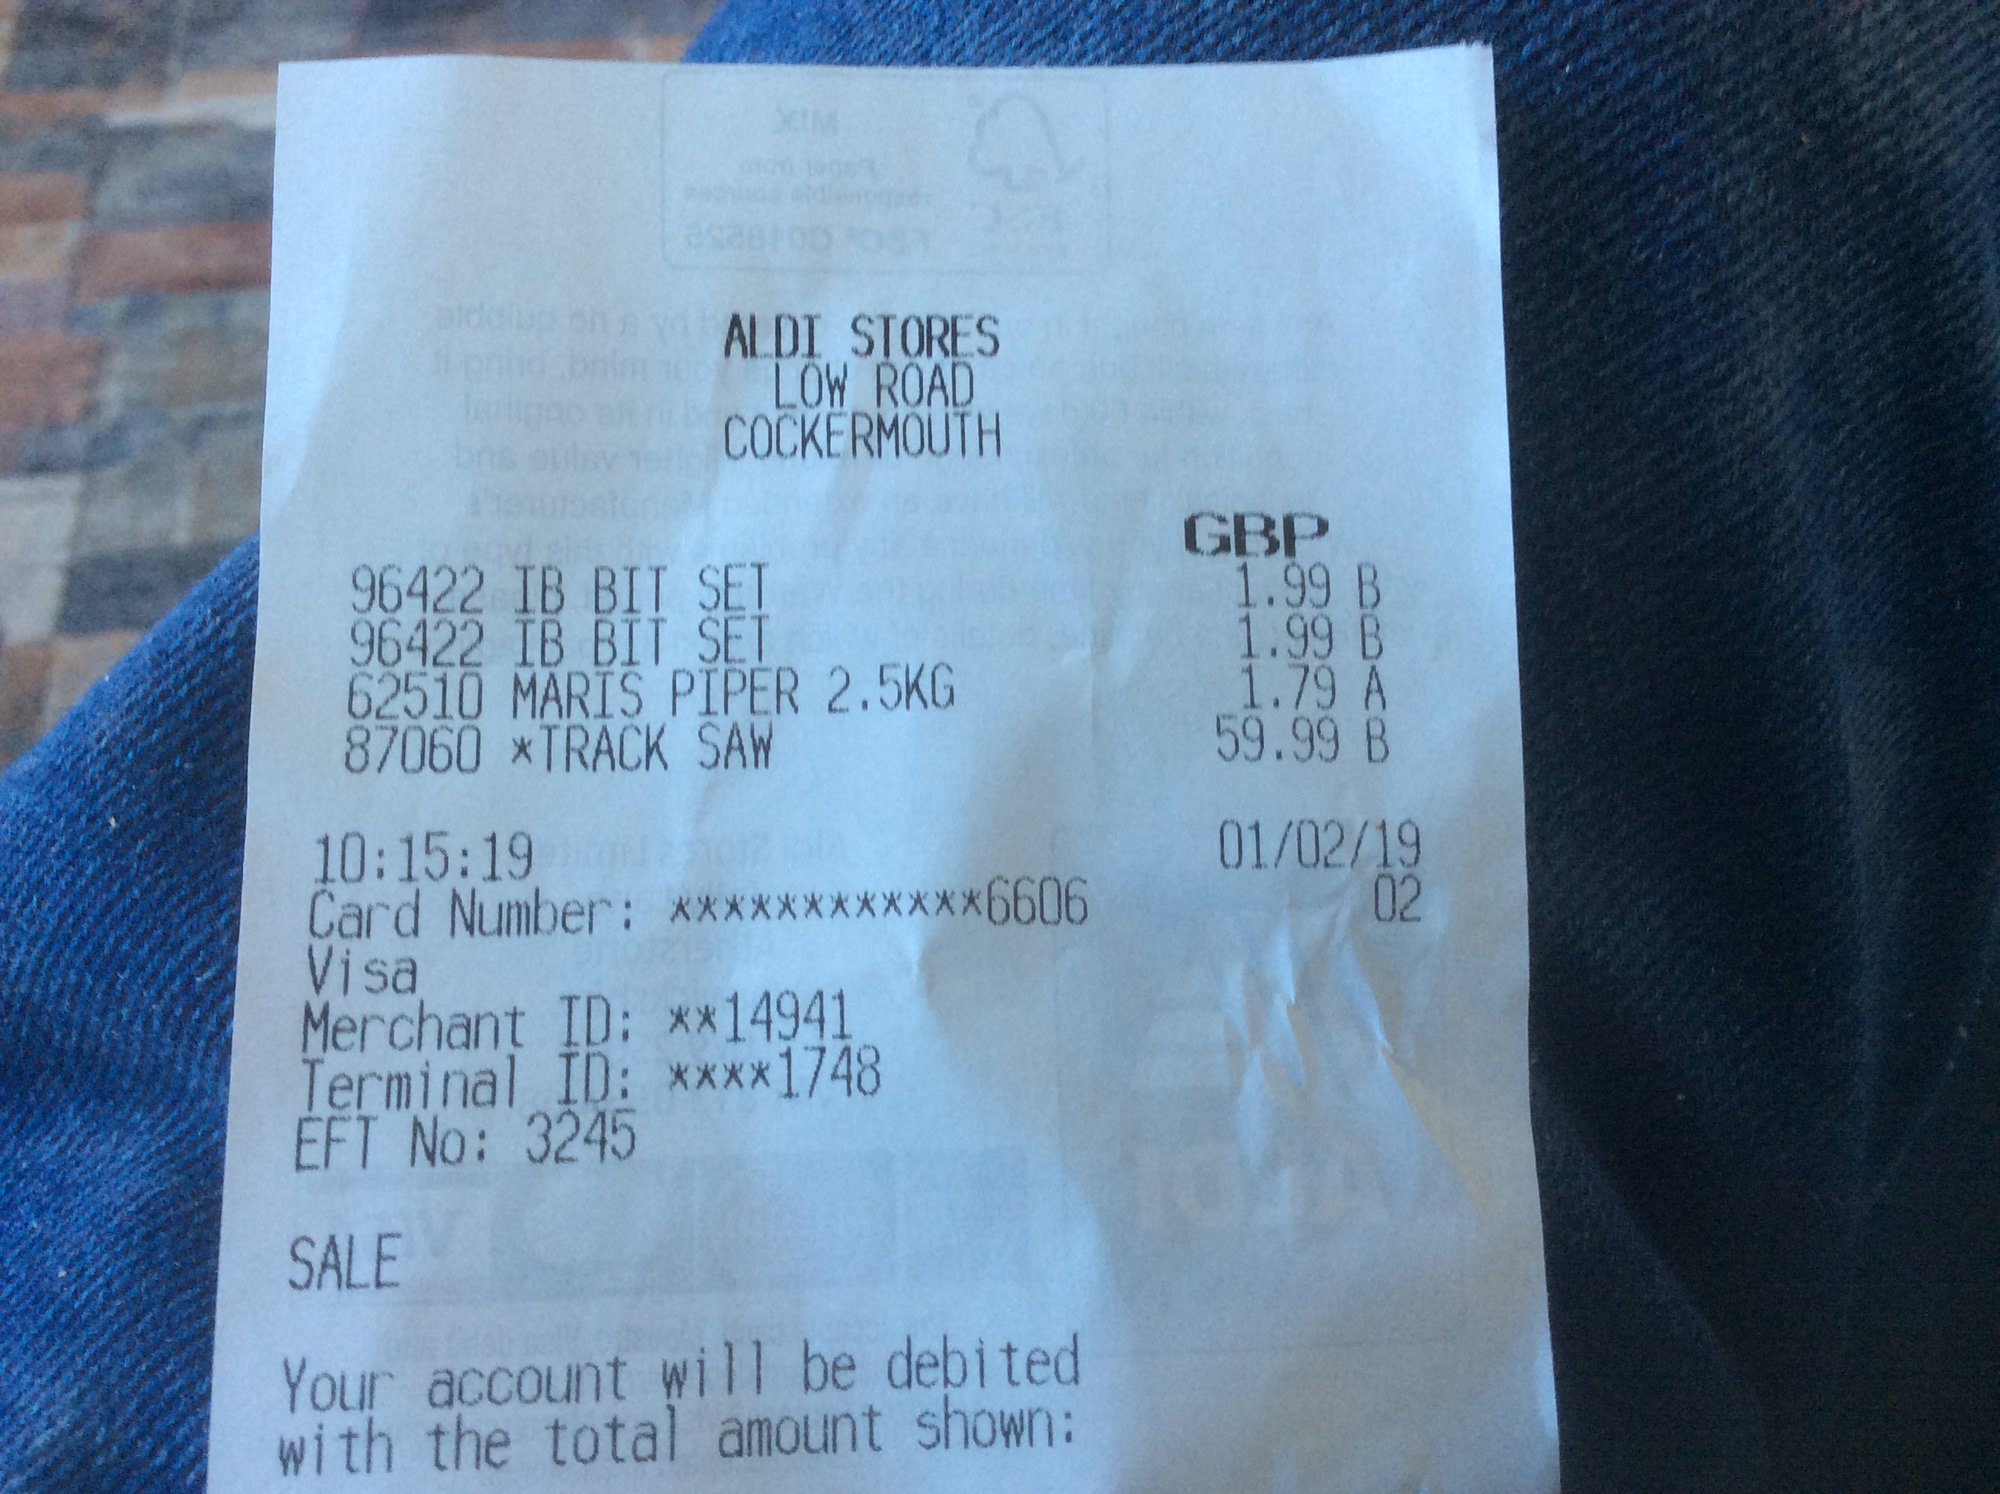 ALDI STORES
LOW ROAD
COCKERMOUTH
GBP
96422 IB BIT SET 1.99 B
96422 IB BIT SET 1.99 B
62510 MARIS PIPER 2.5KG 1.79 A
87060 *TRACK SAW 59.99 B
10:15:19 01/02/19
Card Number: ************6606 02
Visa
Merchant ID: **14941
Terminal ID: ****1748
EFT No: 3245
SALE
Your account will be debited
with the total amount shown: